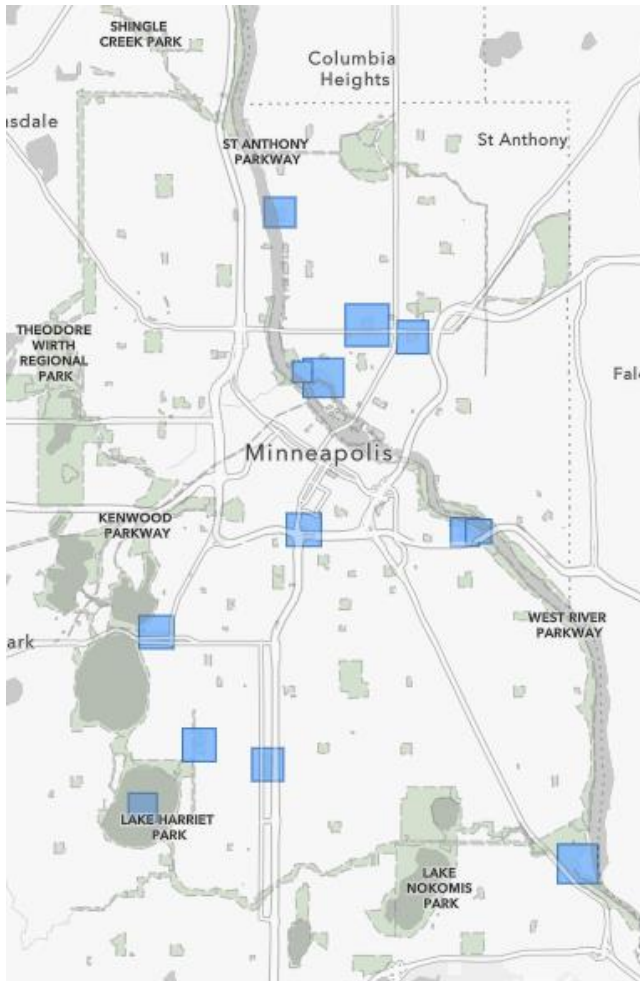 SHINGLE
CREEK PARK
Columbia
Heights
asdale
St Anthony
ST ANTHONY
PARKWAY
THEODORE
WIRTH
REGIONAL
PARK
Fal
Minneapolis
KENWOOD
PARKWAY
WEST RIVER
PARKWAY
ark
LAKE HARRIET
PARK
LAKE
NOKOMIS
PARK